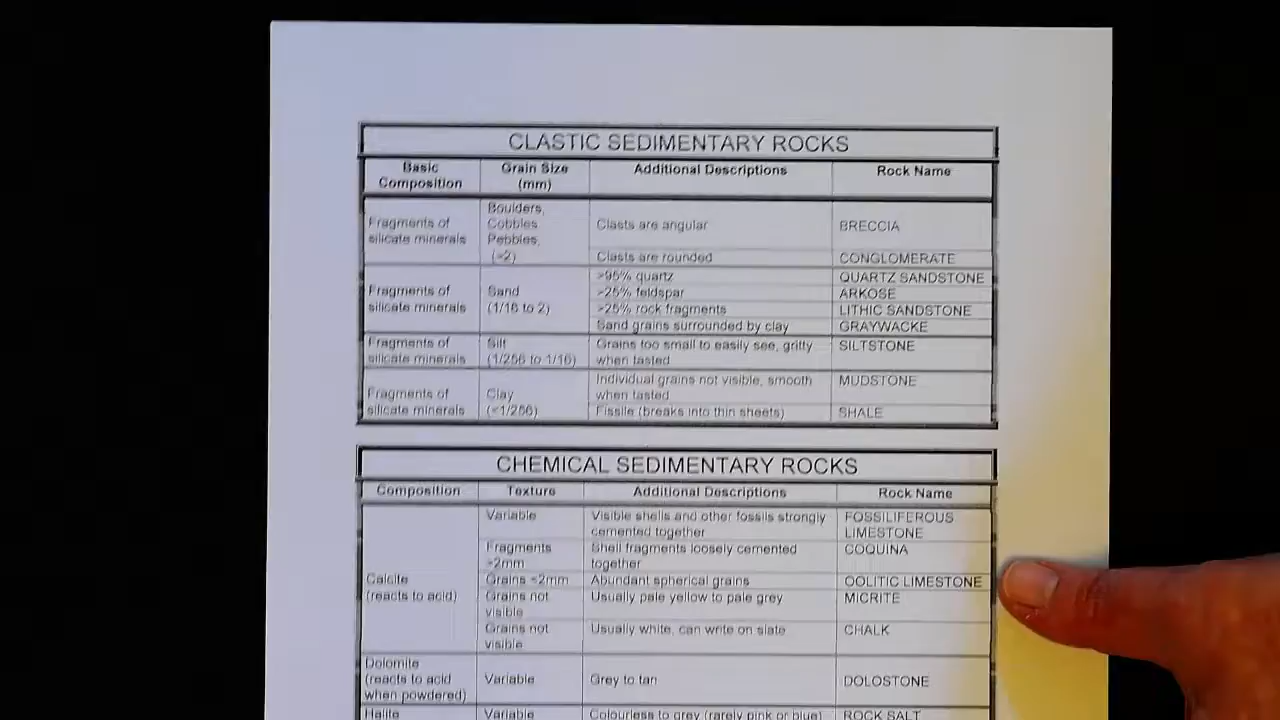 CLASTIC SEDIMENTARY ROCKS
Basic Composition | Grain Size (mm) | Additional Descriptions | Rock Name
Fragments of silicate minerals | Boulders, Cobbles Pebbles, (>2) | Clasts are angular | BRECCIA
Clasts are rounded | CONGLOMERATE
Fragments of silicate minerals | Sand (1/16 to 2) | >95% quartz | QUARTZ SANDSTONE
>25% feldspar | ARKOSE
>25% rock fragments | LITHIC SANDSTONE
Sand grains surrounded by clay | GRAYWACKE
Fragments of silicate minerals | Silt (1/256 to 1/16) | Grains too small to easily see, gritty when tasted | SILTSTONE
Fragments of silicate minerals | Clay (<1/256) | Individual grains not visible, smooth when tasted | MUDSTONE
Fissile (breaks into thin sheets) | SHALE
CHEMICAL SEDIMENTARY ROCKS
Composition | Texture | Additional Descriptions | Rock Name
Calcite (reacts to acid) | Variable | Visible shells and other fossils strongly cemented together | FOSSILIFEROUS LIMESTONE
Fragments >2mm | Shell fragments loosely cemented together | COQUINA
Grains <2mm | Abundant spherical grains | OOLITIC LIMESTONE
Grains not visible | Usually pale yellow to pale grey | MICRITE
Grains not visible | Usually white, can write on slate | CHALK
Dolomite (reacts to acid when powdered) | Variable | Grey to tan | DOLOSTONE
Halite | Variable | Colourless to grey (rarely pink or blue) | ROCK SALT